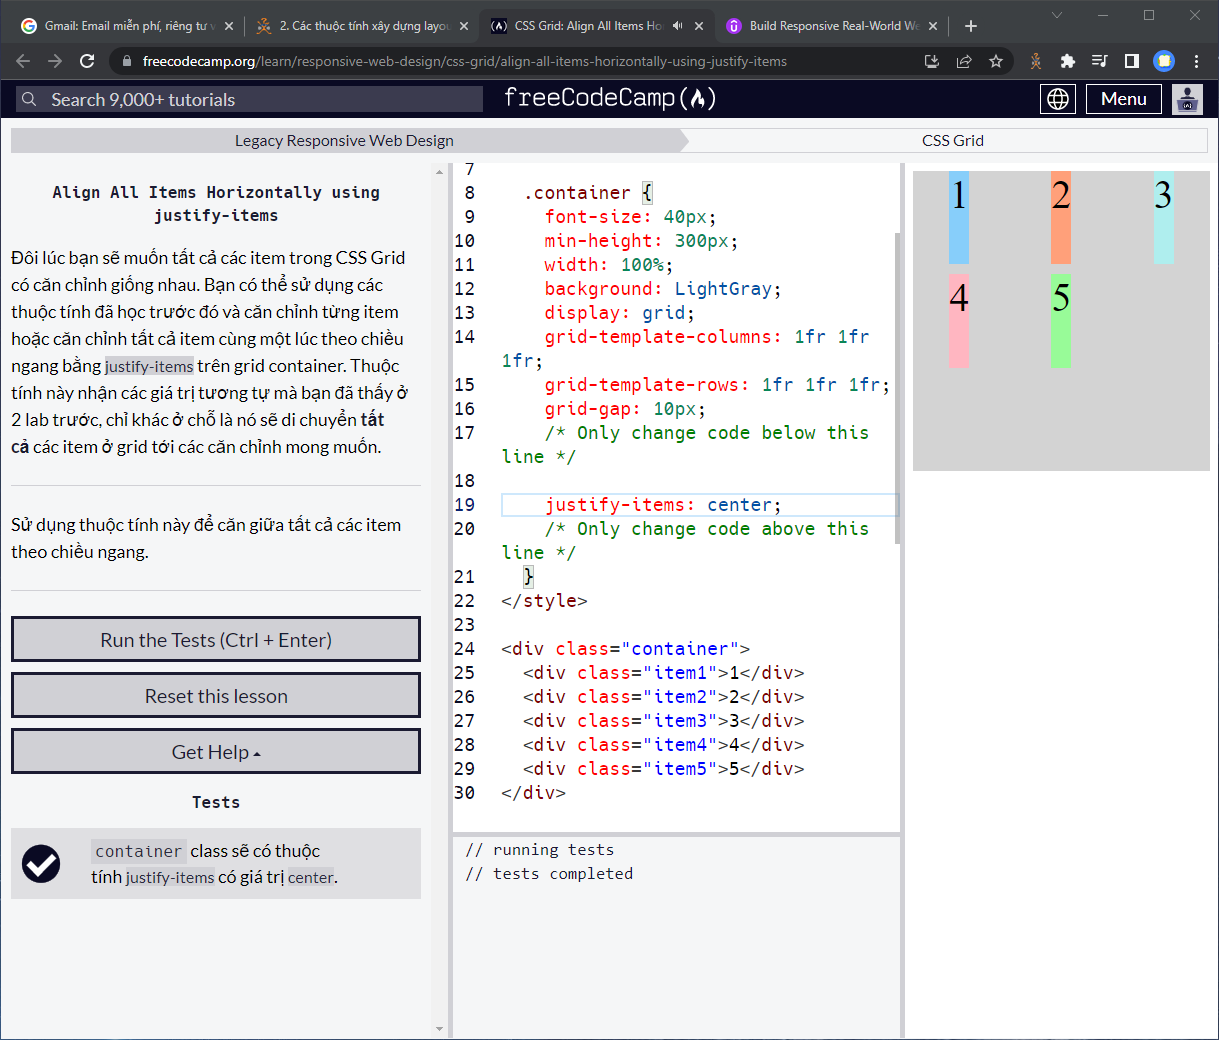 Gmail: Email miễn phí, riêng tư v
2. Các thuộc tính xây dựng layou
CSS Grid: Align All Items Ho
Build Responsive Real-World We
freecodecamp.org/learn/responsive-web-design/css-grid/align-all-items-horizontally-using-justify-items
Search 9,000+ tutorials
freeCodeCamp
Menu
Legacy Responsive Web Design
CSS Grid
Align All Items Horizontally using
justify-items
Đôi lúc bạn sẽ muốn tất cả các item trong CSS Grid
có căn chỉnh giống nhau. Bạn có thể sử dụng các
thuộc tính đã học trước đó và căn chỉnh từng item
hoặc căn chỉnh tất cả item cùng một lúc theo chiều
ngang bằng justify-items trên grid container. Thuộc
tính này nhận các giá trị tương tự mà bạn đã thấy ở
2 lab trước, chỉ khác ở chỗ là nó sẽ di chuyển tất
cả các item ở grid tới các căn chỉnh mong muốn.
Sử dụng thuộc tính này để căn giữa tất cả các item
theo chiều ngang.
Run the Tests (Ctrl + Enter)
Reset this lesson
Get Help
Tests
container class sẽ có thuộc
tính justify-items có giá trị center.
7
8 .container {
9 font-size: 40px;
10 min-height: 300px;
11 width: 100%;
12 background: LightGray;
13 display: grid;
14 grid-template-columns: 1fr 1fr
1fr;
15 grid-template-rows: 1fr 1fr 1fr;
16 grid-gap: 10px;
17 /* Only change code below this
line */
18
19 justify-items: center;
20 /* Only change code above this
line */
21 }
22 </style>
23
24 <div class="container">
25 <div class="item1">1</div>
26 <div class="item2">2</div>
27 <div class="item3">3</div>
28 <div class="item4">4</div>
29 <div class="item5">5</div>
30 </div>
// running tests
// tests completed
1 2 3
4 5